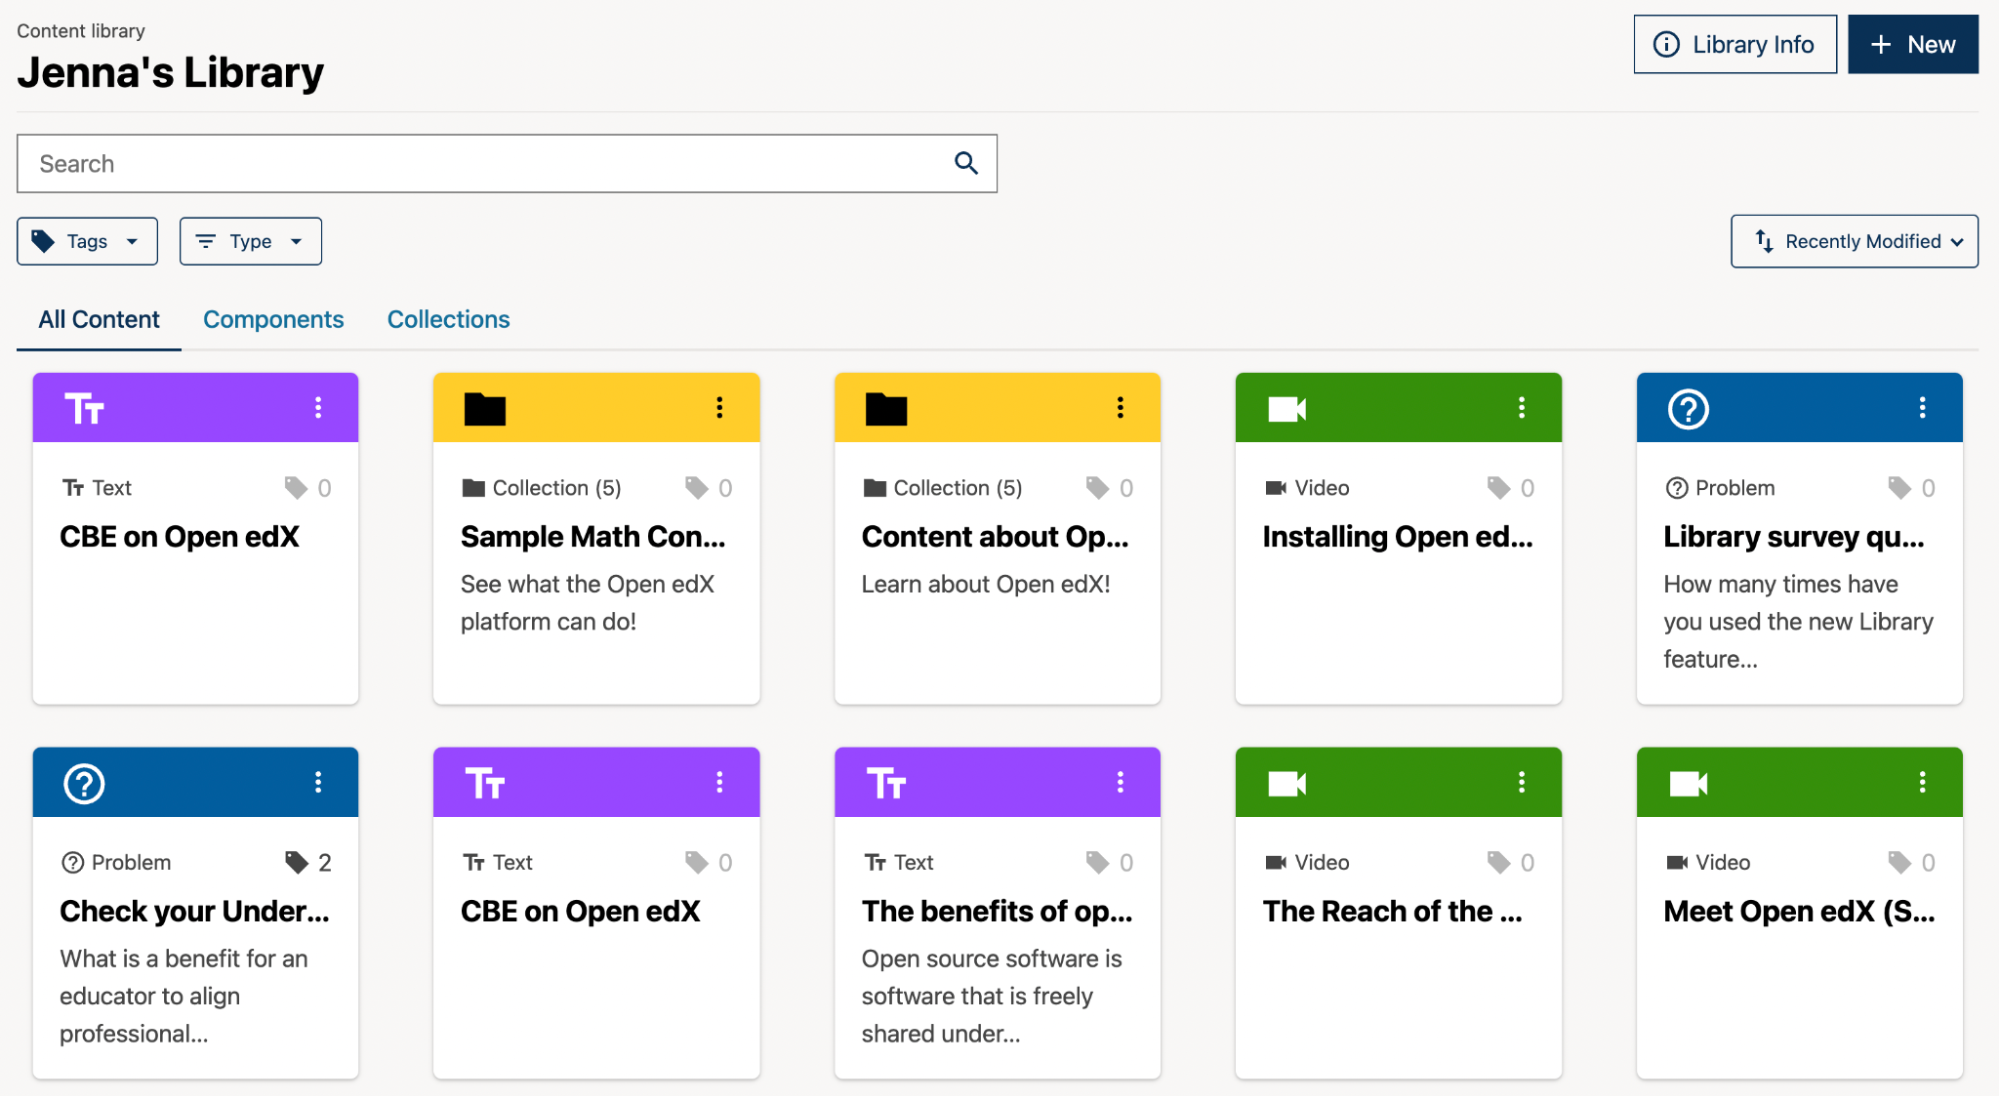 Content library
Jenna's Library
Library Info
+ New
Search
Tags
Type
Recently Modified
All Content
Components
Collections
Text 0
CBE on Open edX
Collection (5) 0
Sample Math Con...
See what the Open edX
platform can do!
Collection (5) 0
Content about Op...
Learn about Open edX!
Video 0
Installing Open ed...
Problem 0
Library survey qu...
How many times have
you used the new Library
feature...
Problem 2
Check your Under...
What is a benefit for an
educator to align
professional...
Text 0
CBE on Open edX
Text 0
The benefits of op...
Open source software is
software that is freely
shared under...
Video 0
The Reach of the ...
Video 0
Meet Open edX (S...